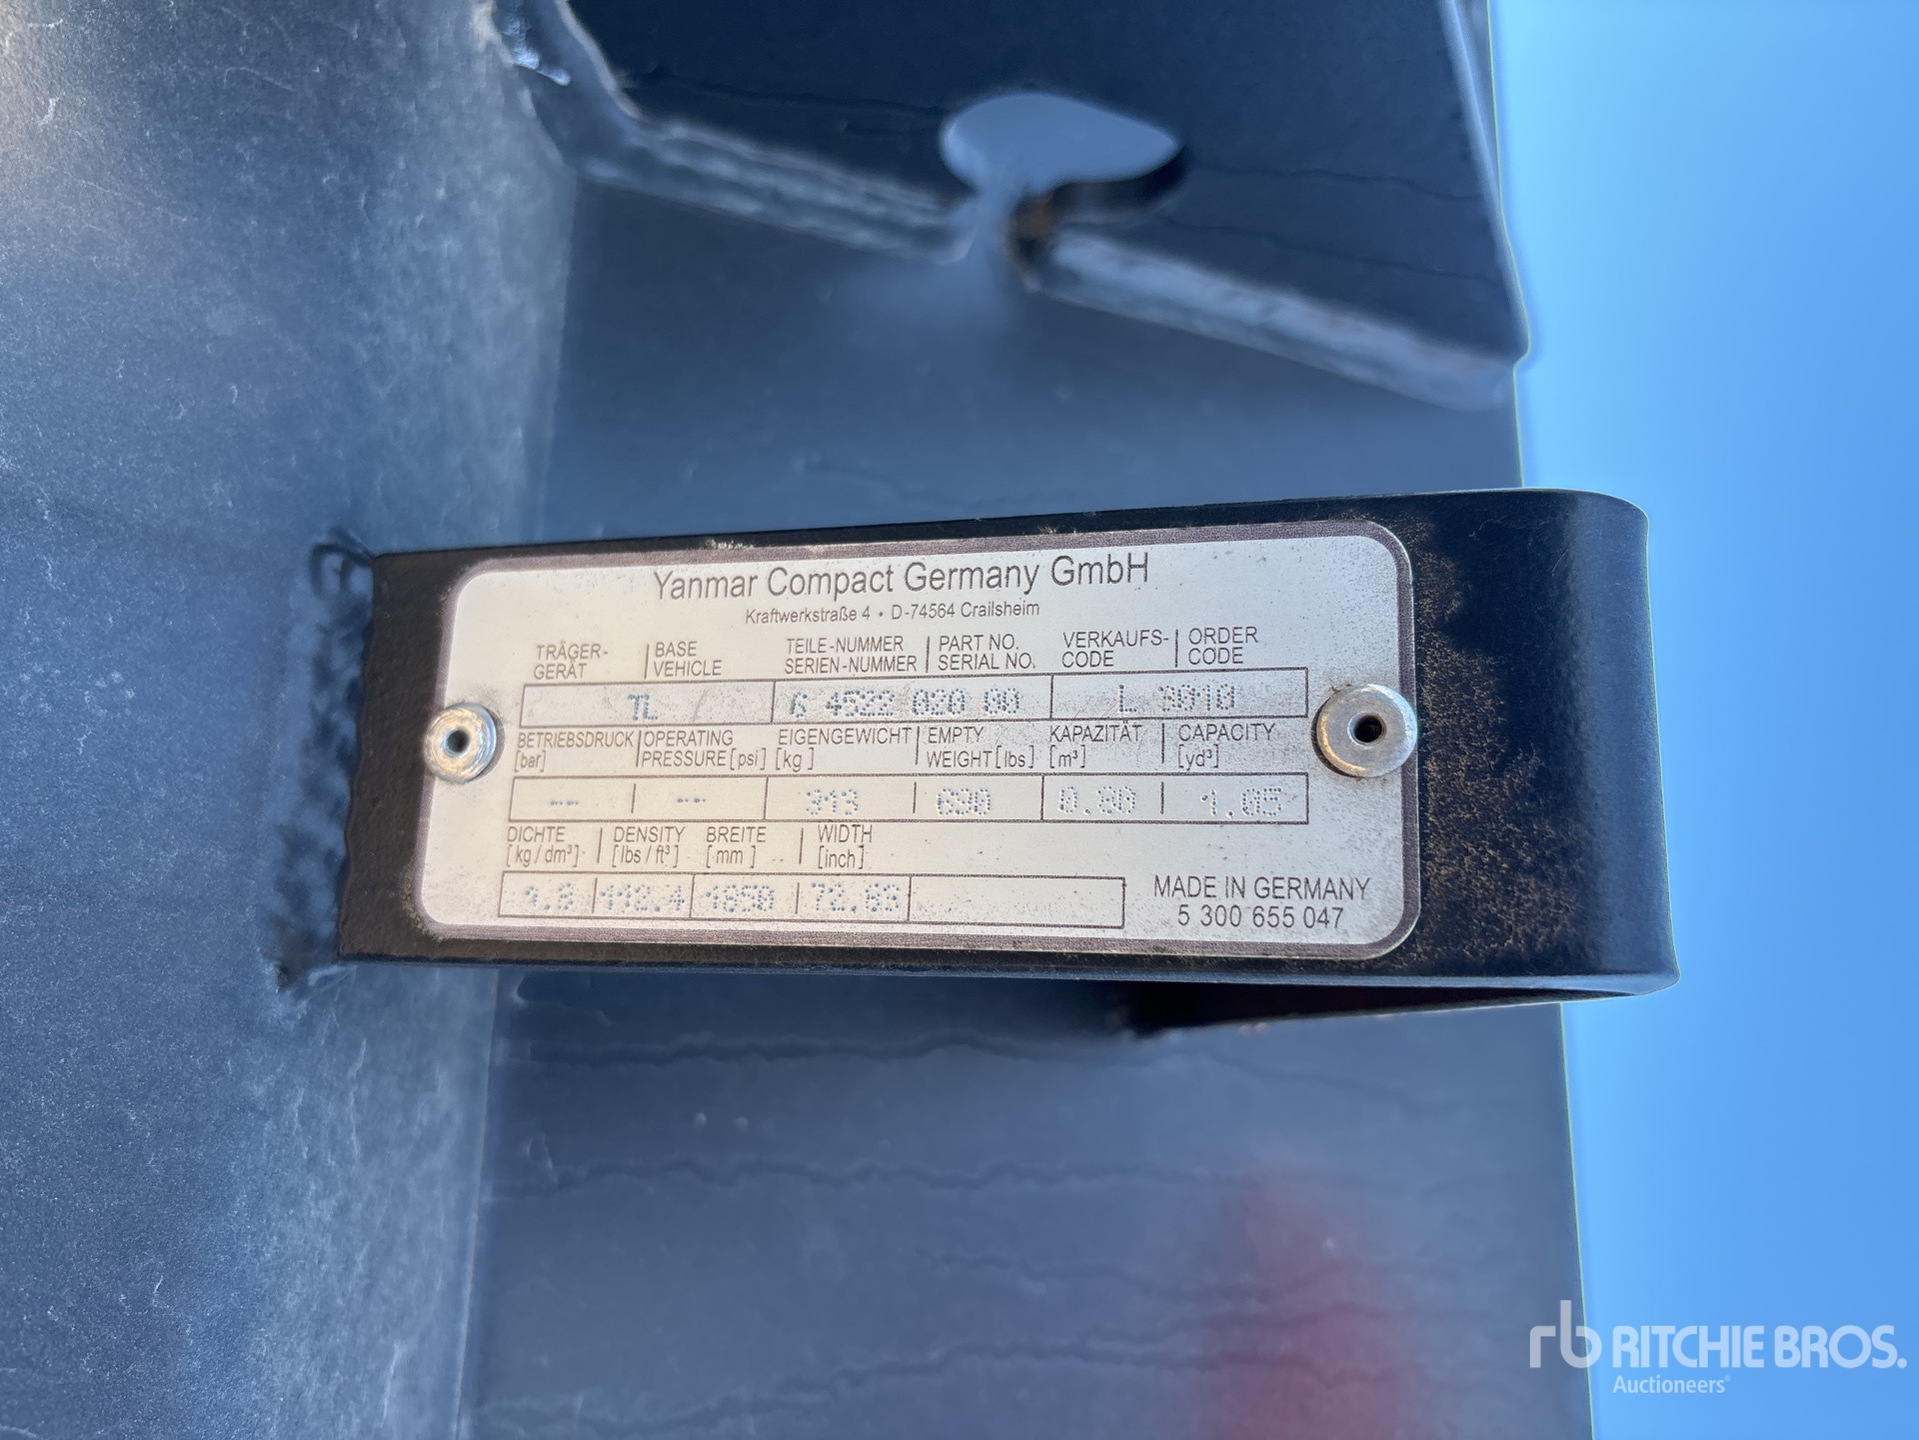 Yanmar Compact Germany GmbH
Kraftwerkstraße 4 • D-74564 Crailsheim
TRÄGER- | BASE TEILE-NUMMER | PART NO. VERKAUFS- | ORDER
GERÄT | VEHICLE SERIEN-NUMMER | SERIAL NO. CODE | CODE
TL 4522 020 L 3010
BETRIEBSDRUCK | OPERATING EIGENGEWICHT | EMPTY KAPAZITÄT | CAPACITY
[bar] | PRESSURE [psi] [kg] | WEIGHT [lbs] [m³] | [yd³]
-- | -- 313 | 690 0.80 | 1.05
DICHTE | DENSITY BREITE | WIDTH
[kg / dm³] | [lbs / ft³] [mm] | [inch]
1.8 | 112.4 1850 | 72.83
MADE IN GERMANY
5 300 655 047
rb RITCHIE BROS.
Auctioneers®